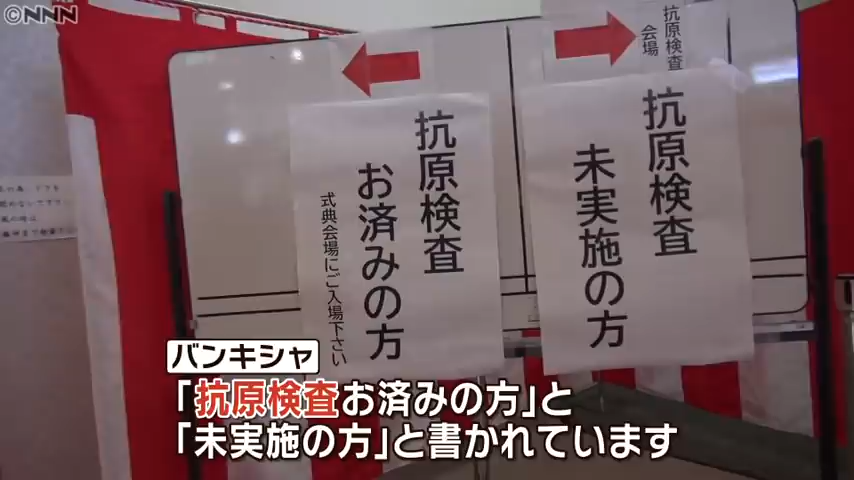 ©NNN
抗原検査
会場
抗原検査
未実施の方
抗原検査
お済みの方
式典会場にご入場下さい
バンキシャ
「抗原検査お済みの方」と
「未実施の方」と書かれています